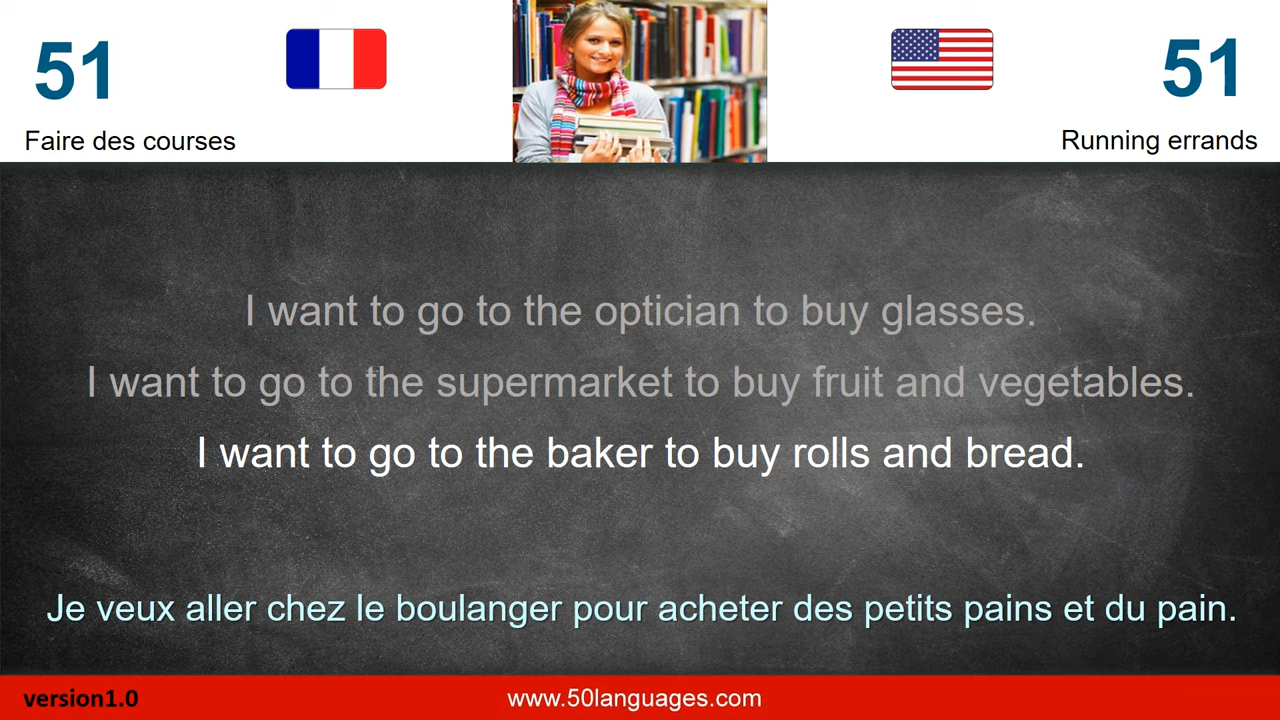 51
51
Faire des courses
Running errands
I want to go to the optician to buy glasses.
I want to go to the supermarket to buy fruit and vegetables.
I want to go to the baker to buy rolls and bread.
Je veux aller chez le boulanger pour acheter des petits pains et du pain.
version1.0
www.50languages.com